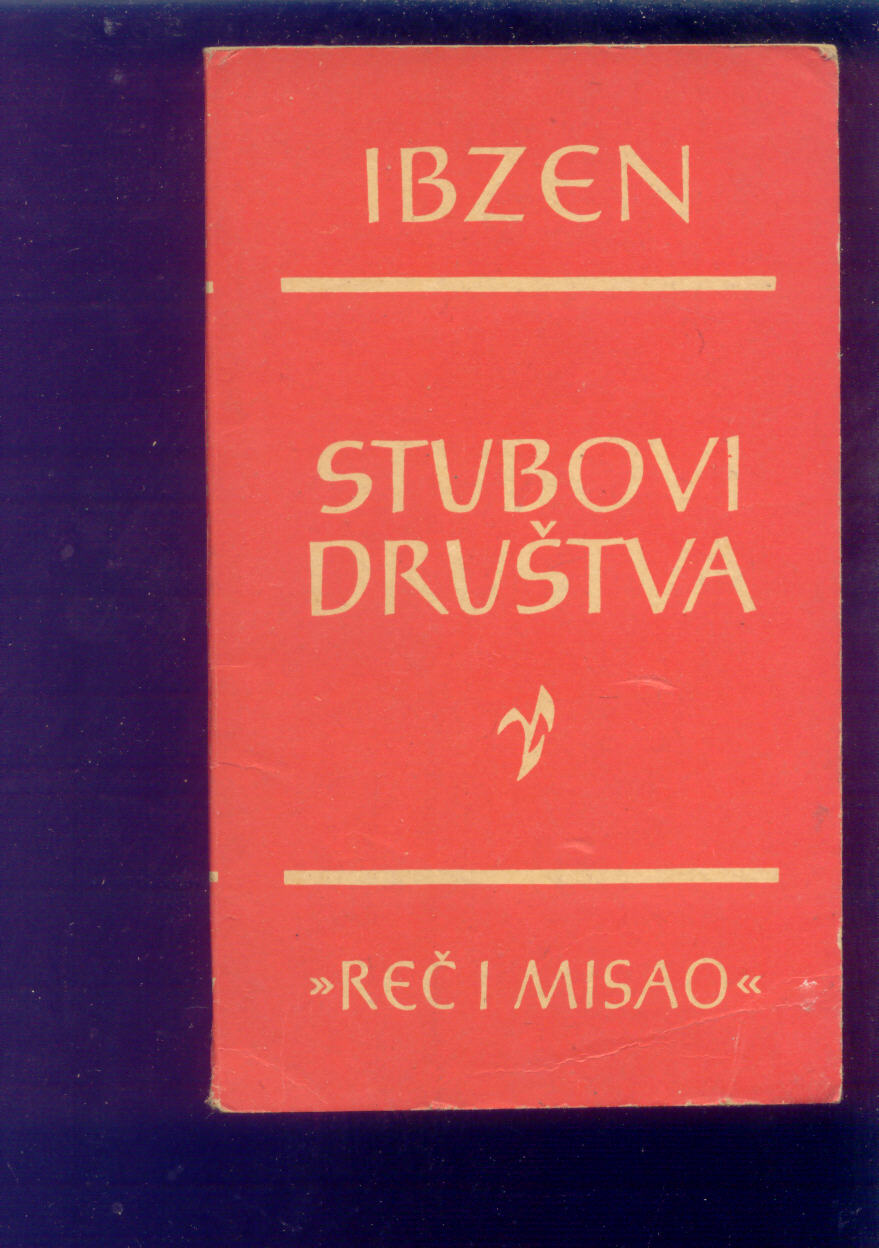 IBZEN
STUBOVI
DRUŠTVA
»REČ I MISAO«